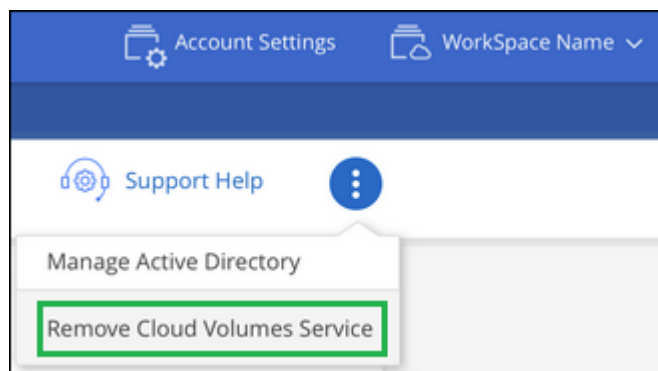 Account Settings
WorkSpace Name
Support Help
Manage Active Directory
Remove Cloud Volumes Service